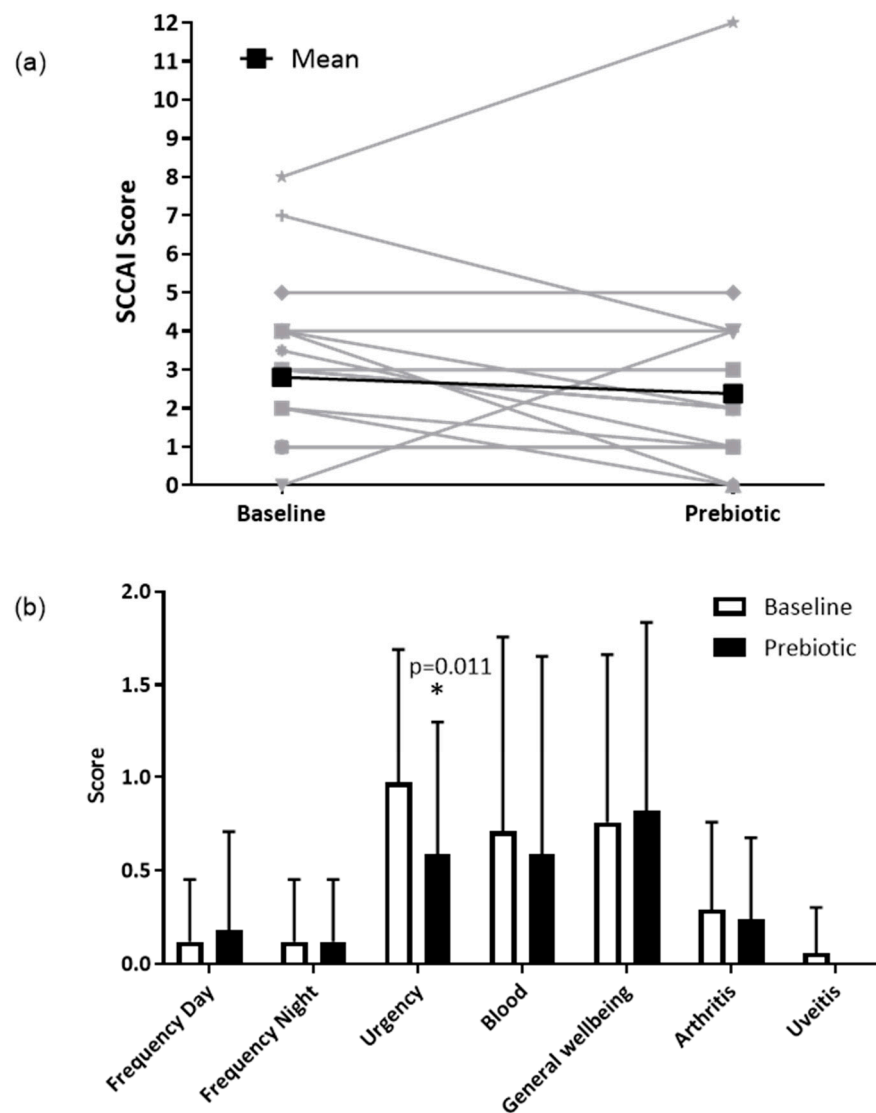 (a)
Mean
SCCAI Score
12
11
10
9
8
7
6
5
4
3
2
1
0
Baseline
Prebiotic
(b)
Baseline
Prebiotic
Score
2.0
1.5
1.0
0.5
0.0
p=0.011
*
Frequency Day
Frequency Night
Urgency
Blood
General wellbeing
Arthritis
Uveitis